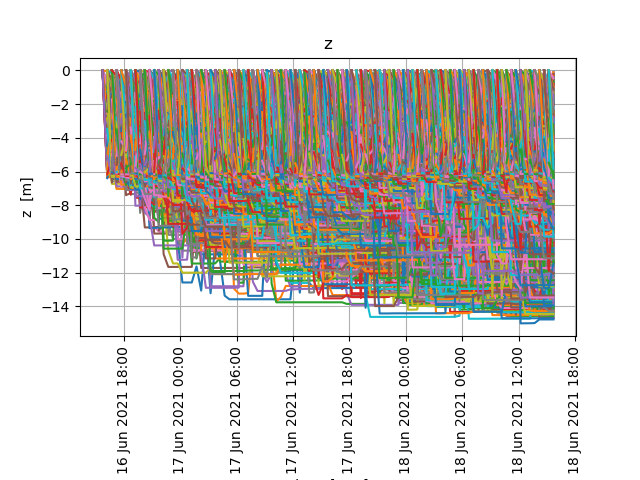 z
0
−2
−4
−6
−8
−10
−12
−14
z [m]
16 Jun 2021 18:00
17 Jun 2021 00:00
17 Jun 2021 06:00
17 Jun 2021 12:00
17 Jun 2021 18:00
18 Jun 2021 00:00
18 Jun 2021 06:00
18 Jun 2021 12:00
18 Jun 2021 18:00